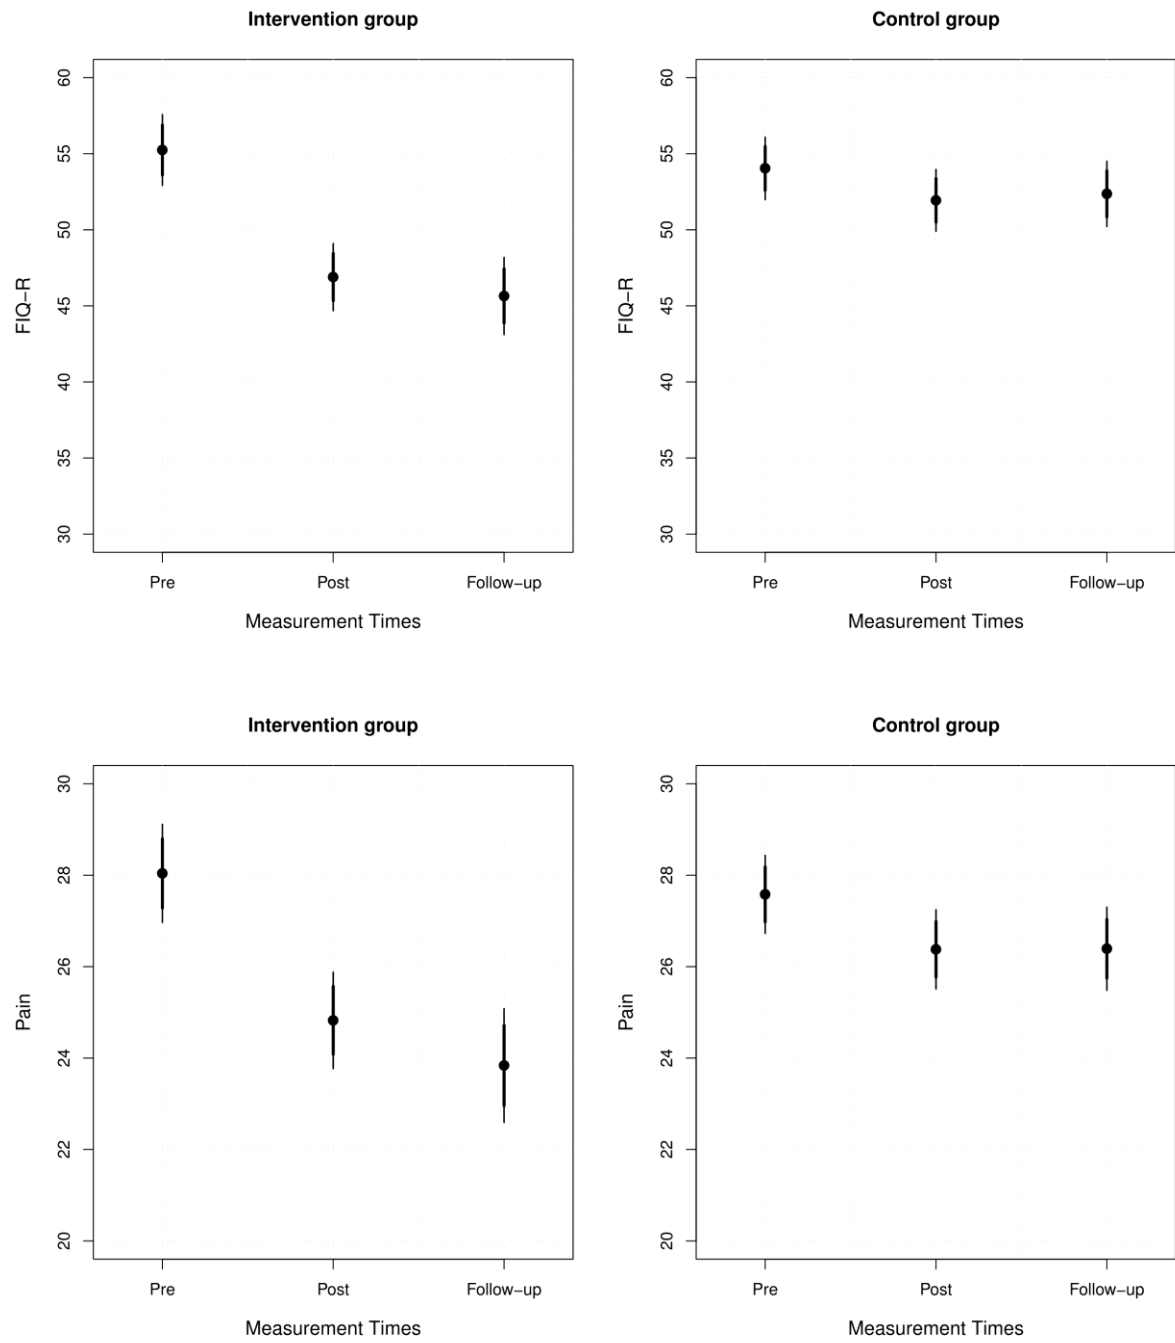 Intervention group
FIQ−R
60
55
50
45
40
35
30
Pre Post Follow−up
Measurement Times
Control group
FIQ−R
60
55
50
45
40
35
30
Pre Post Follow−up
Measurement Times
Intervention group
Pain
30
28
26
24
22
20
Pre Post Follow−up
Measurement Times
Control group
Pain
30
28
26
24
22
20
Pre Post Follow−up
Measurement Times